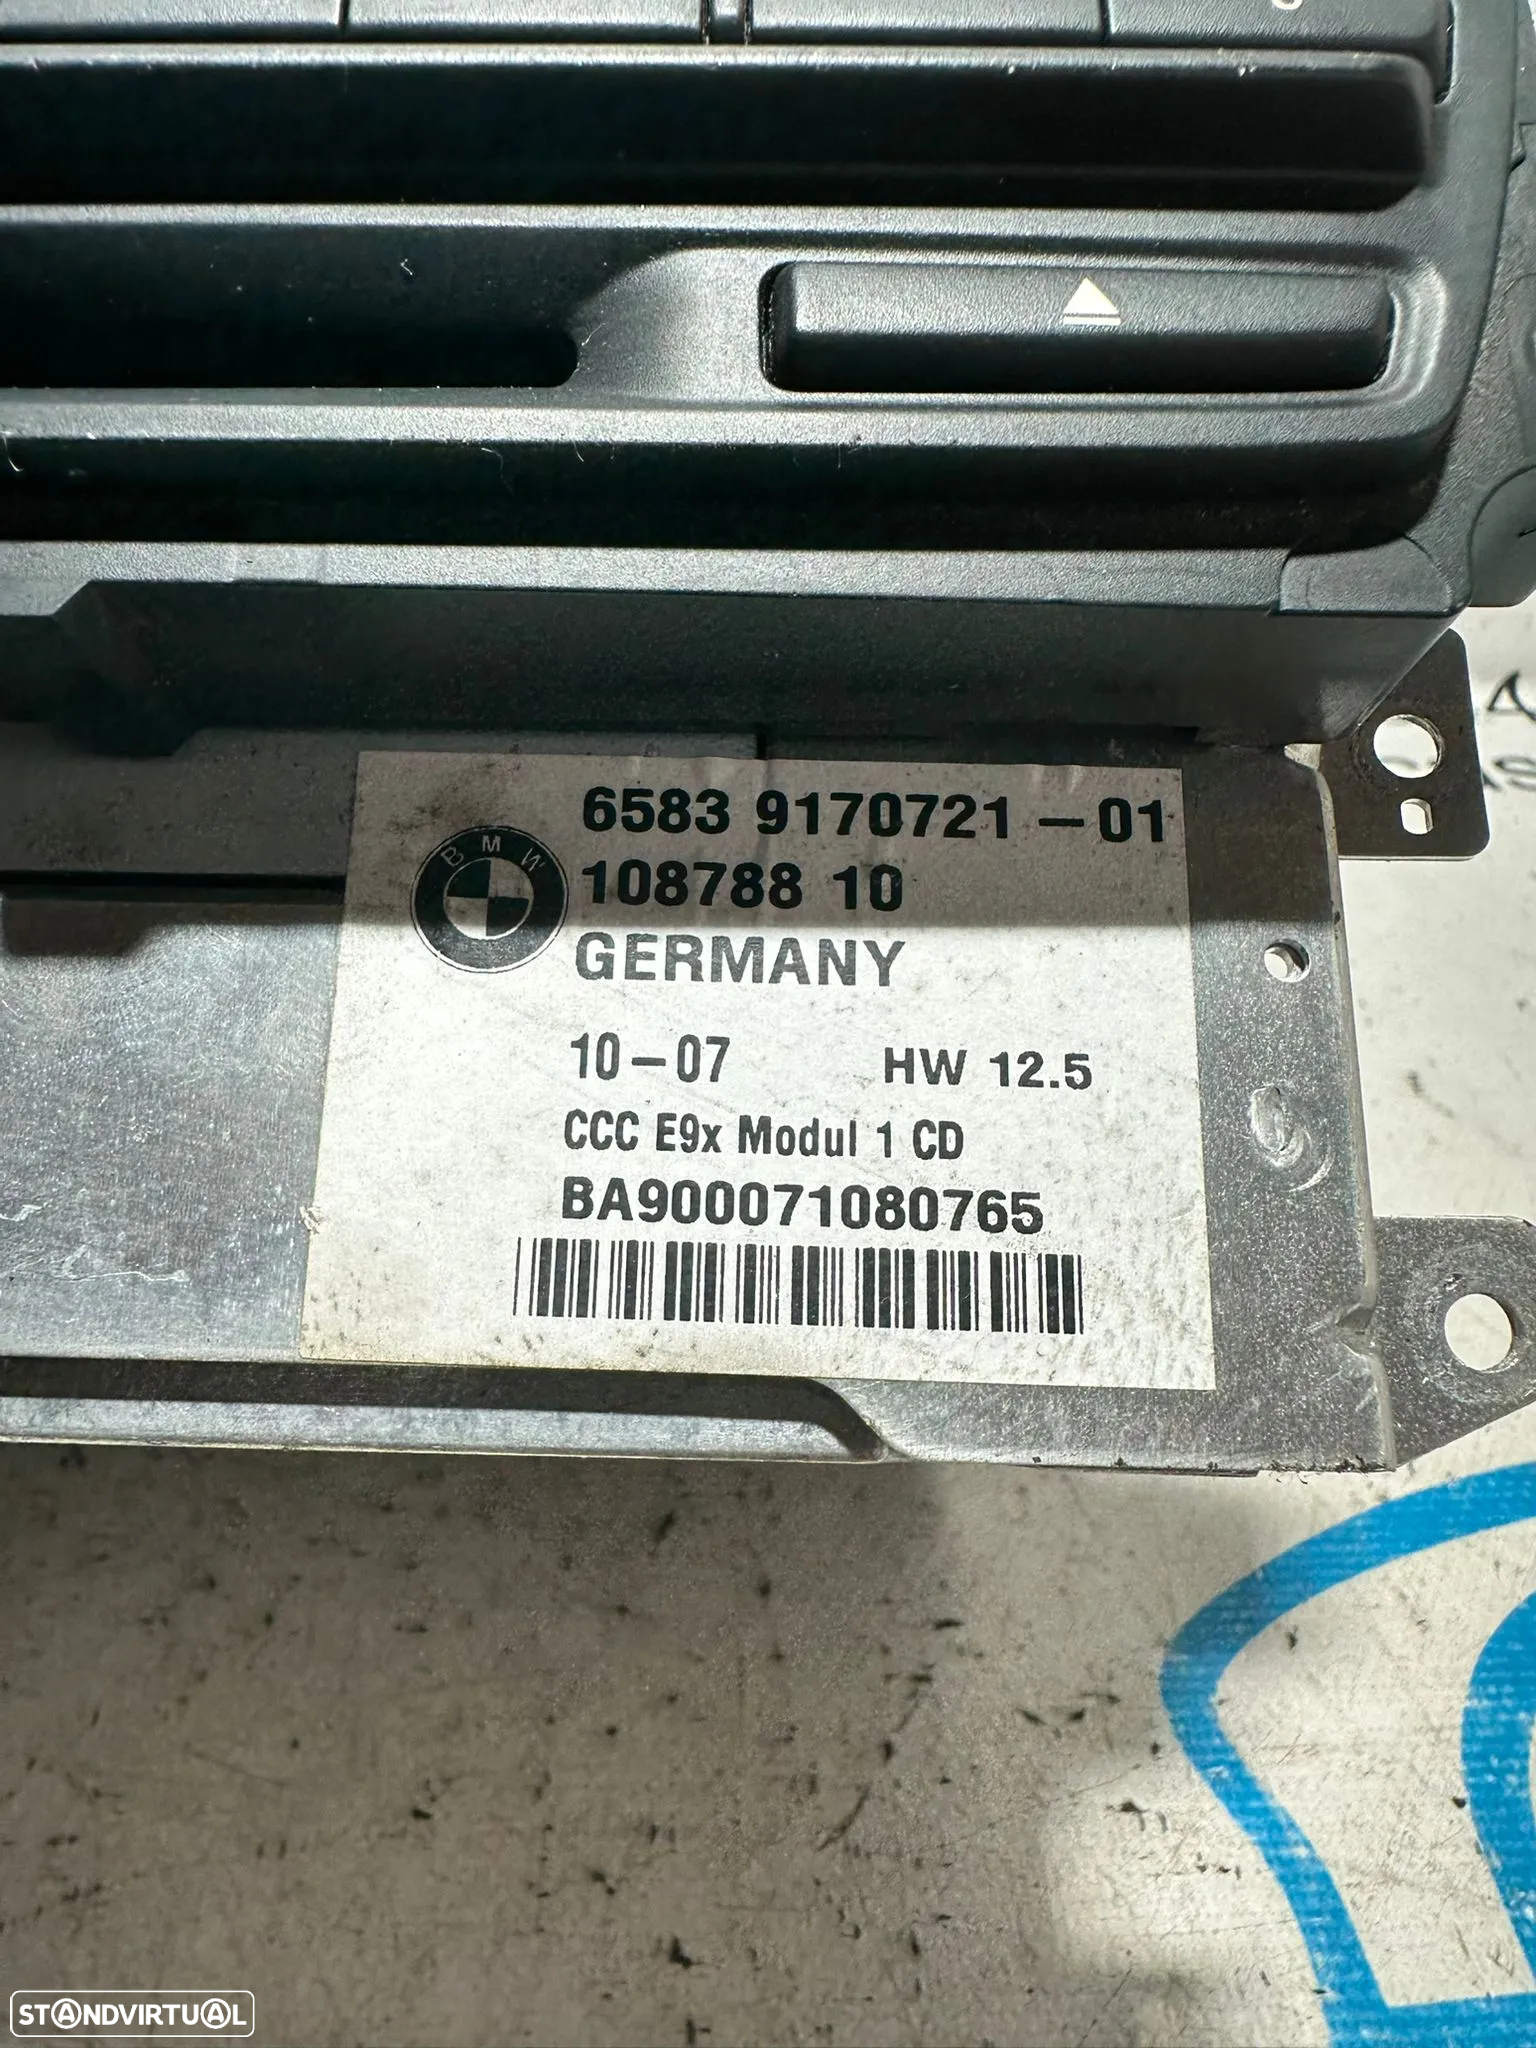 6583 9170721-01
108788 10
BMW
GERMANY
10-07 HW 12.5
CCC E9x Modul 1 CD
BA900071080765
STANDVIRTUAL